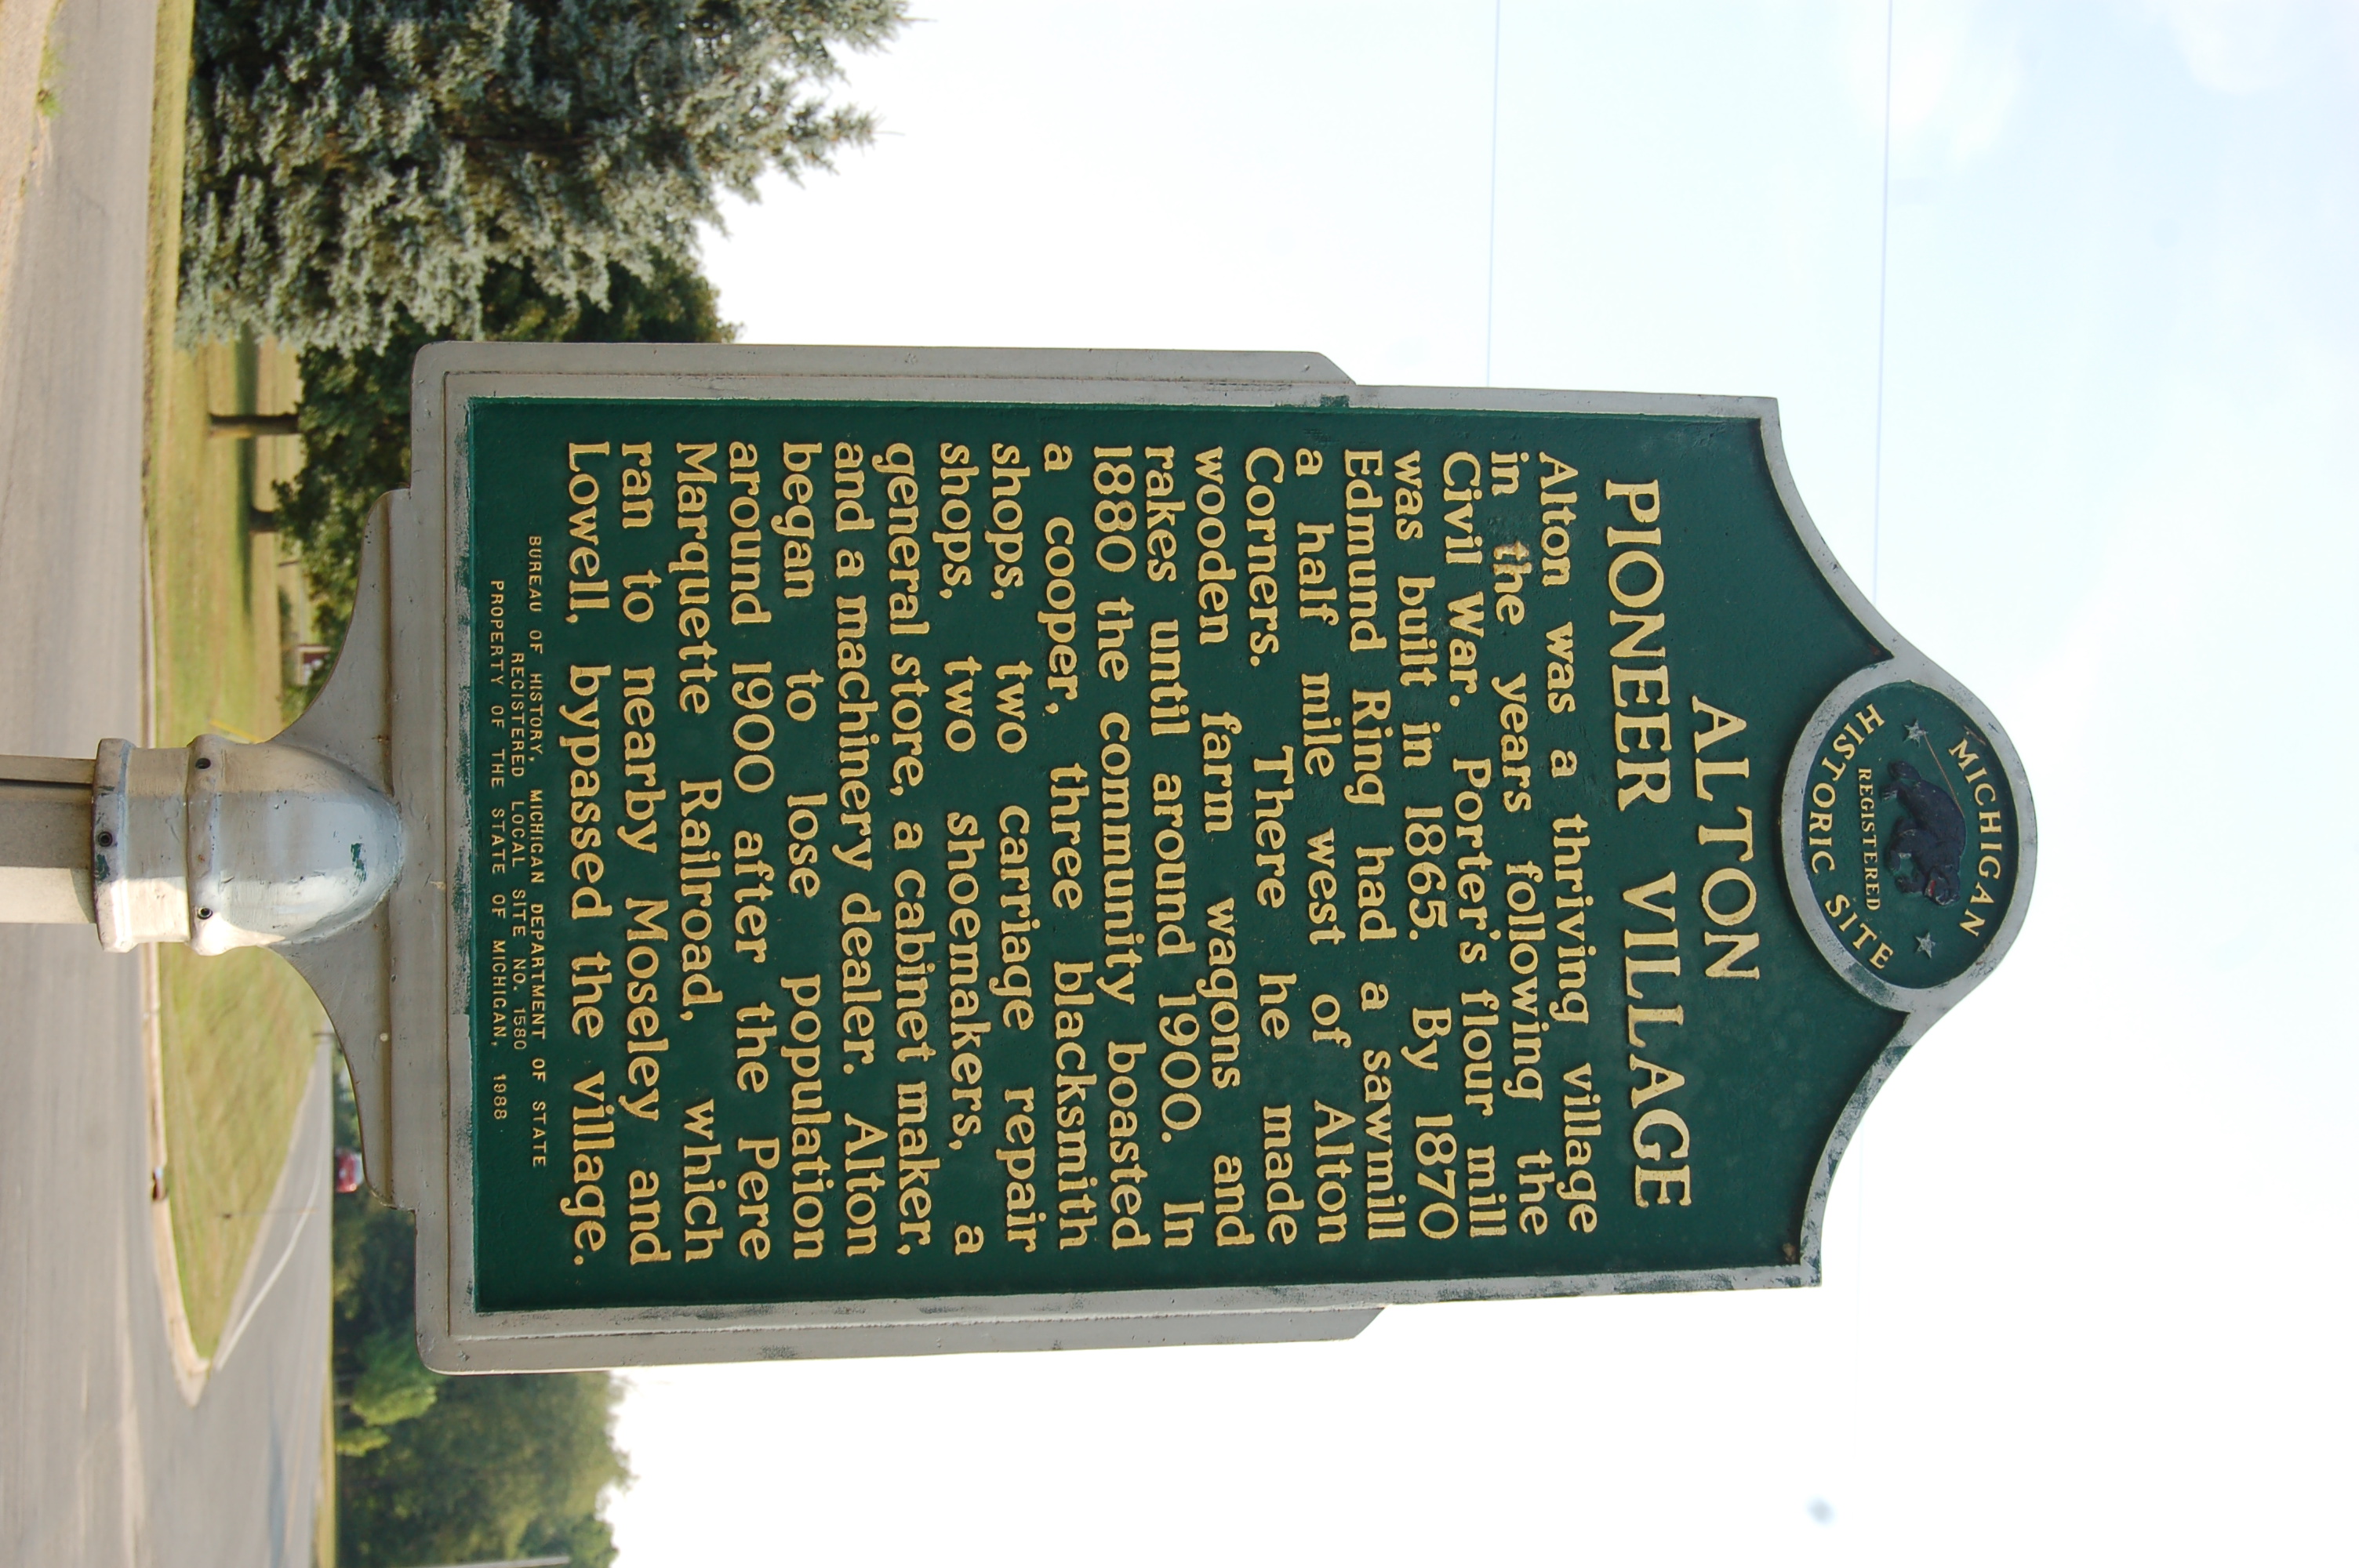 MICHIGAN
REGISTERED
HISTORIC SITE
ALTON
PIONEER VILLAGE
Alton was a thriving village
in the years following the
Civil War. Porter's flour mill
was built in 1865. By 1870
Edmund Ring had a sawmill
a half mile west of Alton
Corners. There he made
wooden farm wagons and
rakes until around 1900. In
1880 the community boasted
a cooper, three blacksmith
shops, two carriage repair
shops, two shoemakers, a
general store, a cabinet maker,
and a machinery dealer. Alton
began to lose population
around 1900 after the Pere
Marquette Railroad, which
ran to nearby Moseley and
Lowell, bypassed the village.
BUREAU OF HISTORY, MICHIGAN DEPARTMENT OF STATE
REGISTERED LOCAL SITE NO. 1580
PROPERTY OF THE STATE OF MICHIGAN, 1988